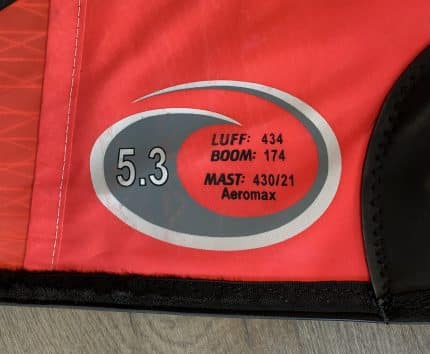 5.3
LUFF: 434
BOOM: 174
MAST: 430/21
Aeromax